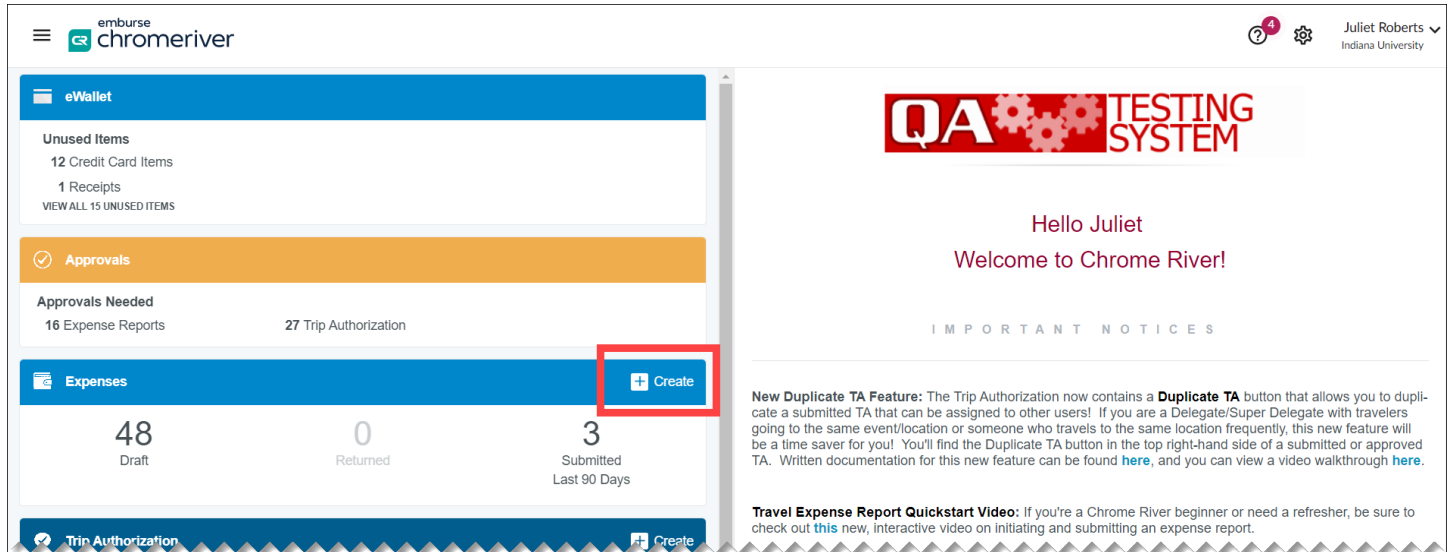 emburse
CR chromeriver
4
Juliet Roberts
Indiana University
eWallet
Unused Items
12 Credit Card Items
1 Receipts
VIEW ALL 15 UNUSED ITEMS
Approvals
Approvals Needed
16 Expense Reports 27 Trip Authorization
Expenses
Create
48 0 3
Draft Returned Submitted
Last 90 Days
Trip Authorization Create
QA TESTING
SYSTEM
Hello Juliet
Welcome to Chrome River!
IMPORTANT NOTICES
New Duplicate TA Feature: The Trip Authorization now contains a Duplicate TA button that allows you to dupli-
cate a submitted TA that can be assigned to other users! If you are a Delegate/Super Delegate with travelers
going to the same event/location or someone who travels to the same location frequently, this new feature will
be a time saver for you! You'll find the Duplicate TA button in the top right-hand side of a submitted or approved
TA. Written documentation for this new feature can be found here, and you can view a video walkthrough here.
Travel Expense Report Quickstart Video: If you're a Chrome River beginner or need a refresher, be sure to
check out this new, interactive video on initiating and submitting an expense report.